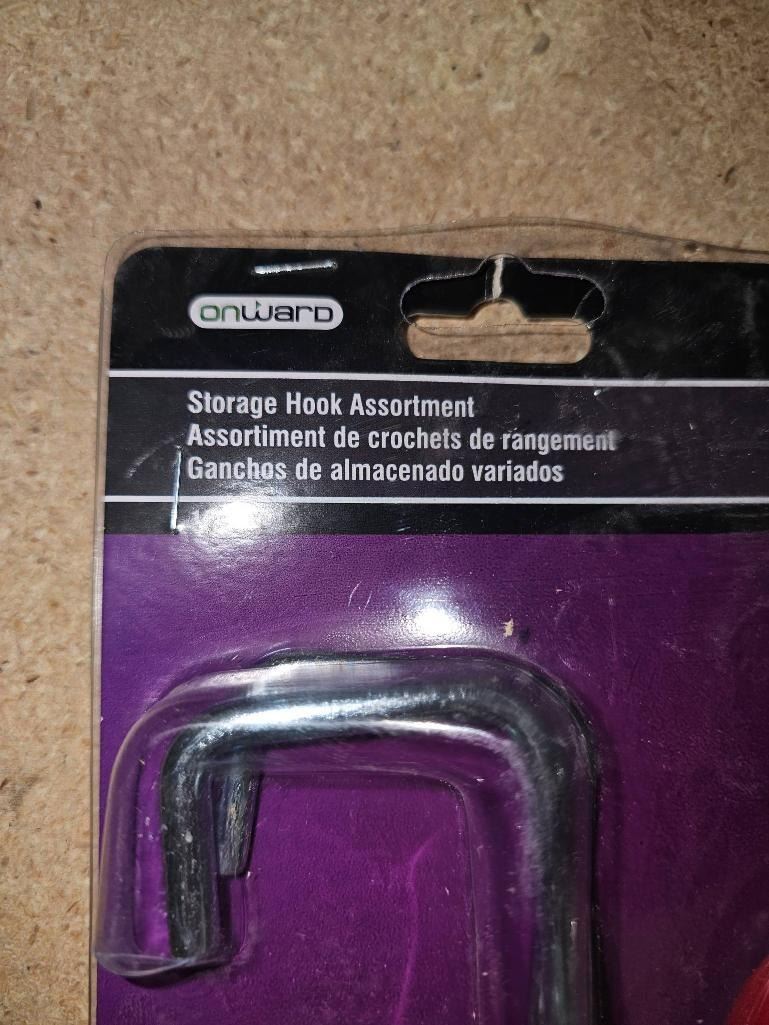 onward
Storage Hook Assortment
Assortiment de crochets de rangement
Ganchos de almacenado variados